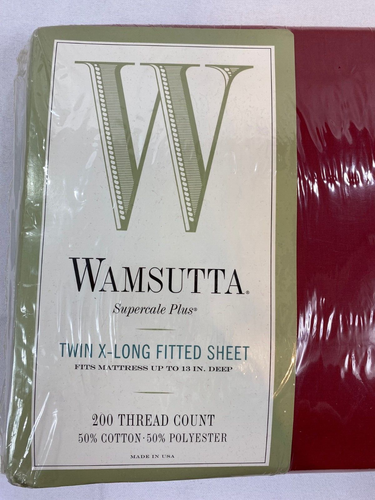 W
WAMSUTTA®
Supercale Plus®
TWIN X-LONG FITTED SHEET
FITS MATTRESS UP TO 13 IN. DEEP
200 THREAD COUNT
50% COTTON · 50% POLYESTER
MADE IN USA